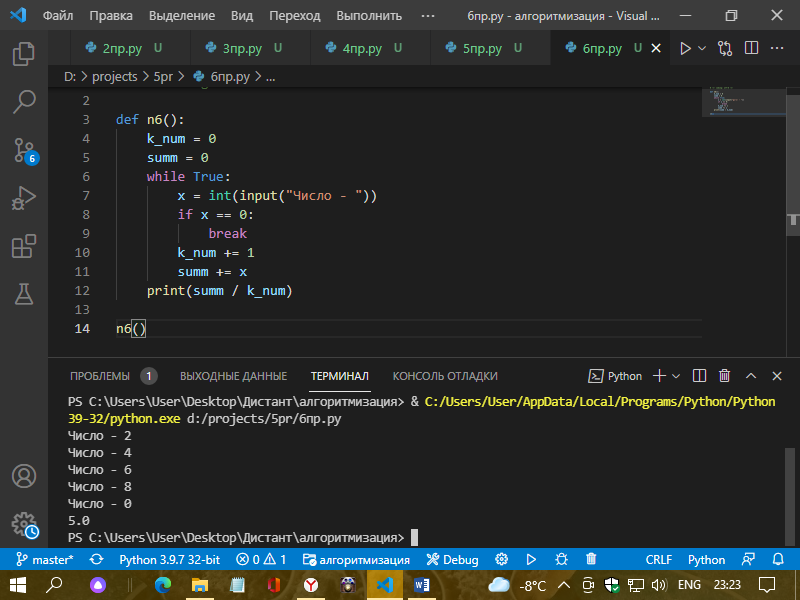 Файл Правка Выделение Вид Переход Выполнить ··· 6пр.py - алгоритмизация - Visual ...
2пр.py U 3пр.py U 4пр.py U 5пр.py U 6пр.py U
D: > projects > 5pr > 6пр.py > ...
2
3 def n6():
4 k_num = 0
5 summ = 0
6 while True:
7 x = int(input("Число - "))
8 if x == 0:
9 break
10 k_num += 1
11 summ += x
12 print(summ / k_num)
13
14 n6()
ПРОБЛЕМЫ 1 ВЫХОДНЫЕ ДАННЫЕ ТЕРМИНАЛ КОНСОЛЬ ОТЛАДКИ Python
PS C:\Users\User\Desktop\Дистант\алгоритмизация> & C:/Users/User/AppData/Local/Programs/Python/Python
39-32/python.exe d:/projects/5pr/6пр.py
Число - 2
Число - 4
Число - 6
Число - 8
Число - 0
5.0
PS C:\Users\User\Desktop\Дистант\алгоритмизация>
6
master* Python 3.9.7 32-bit 0 1 алгоритмизация Debug CRLF Python
-8°C ENG 23:23